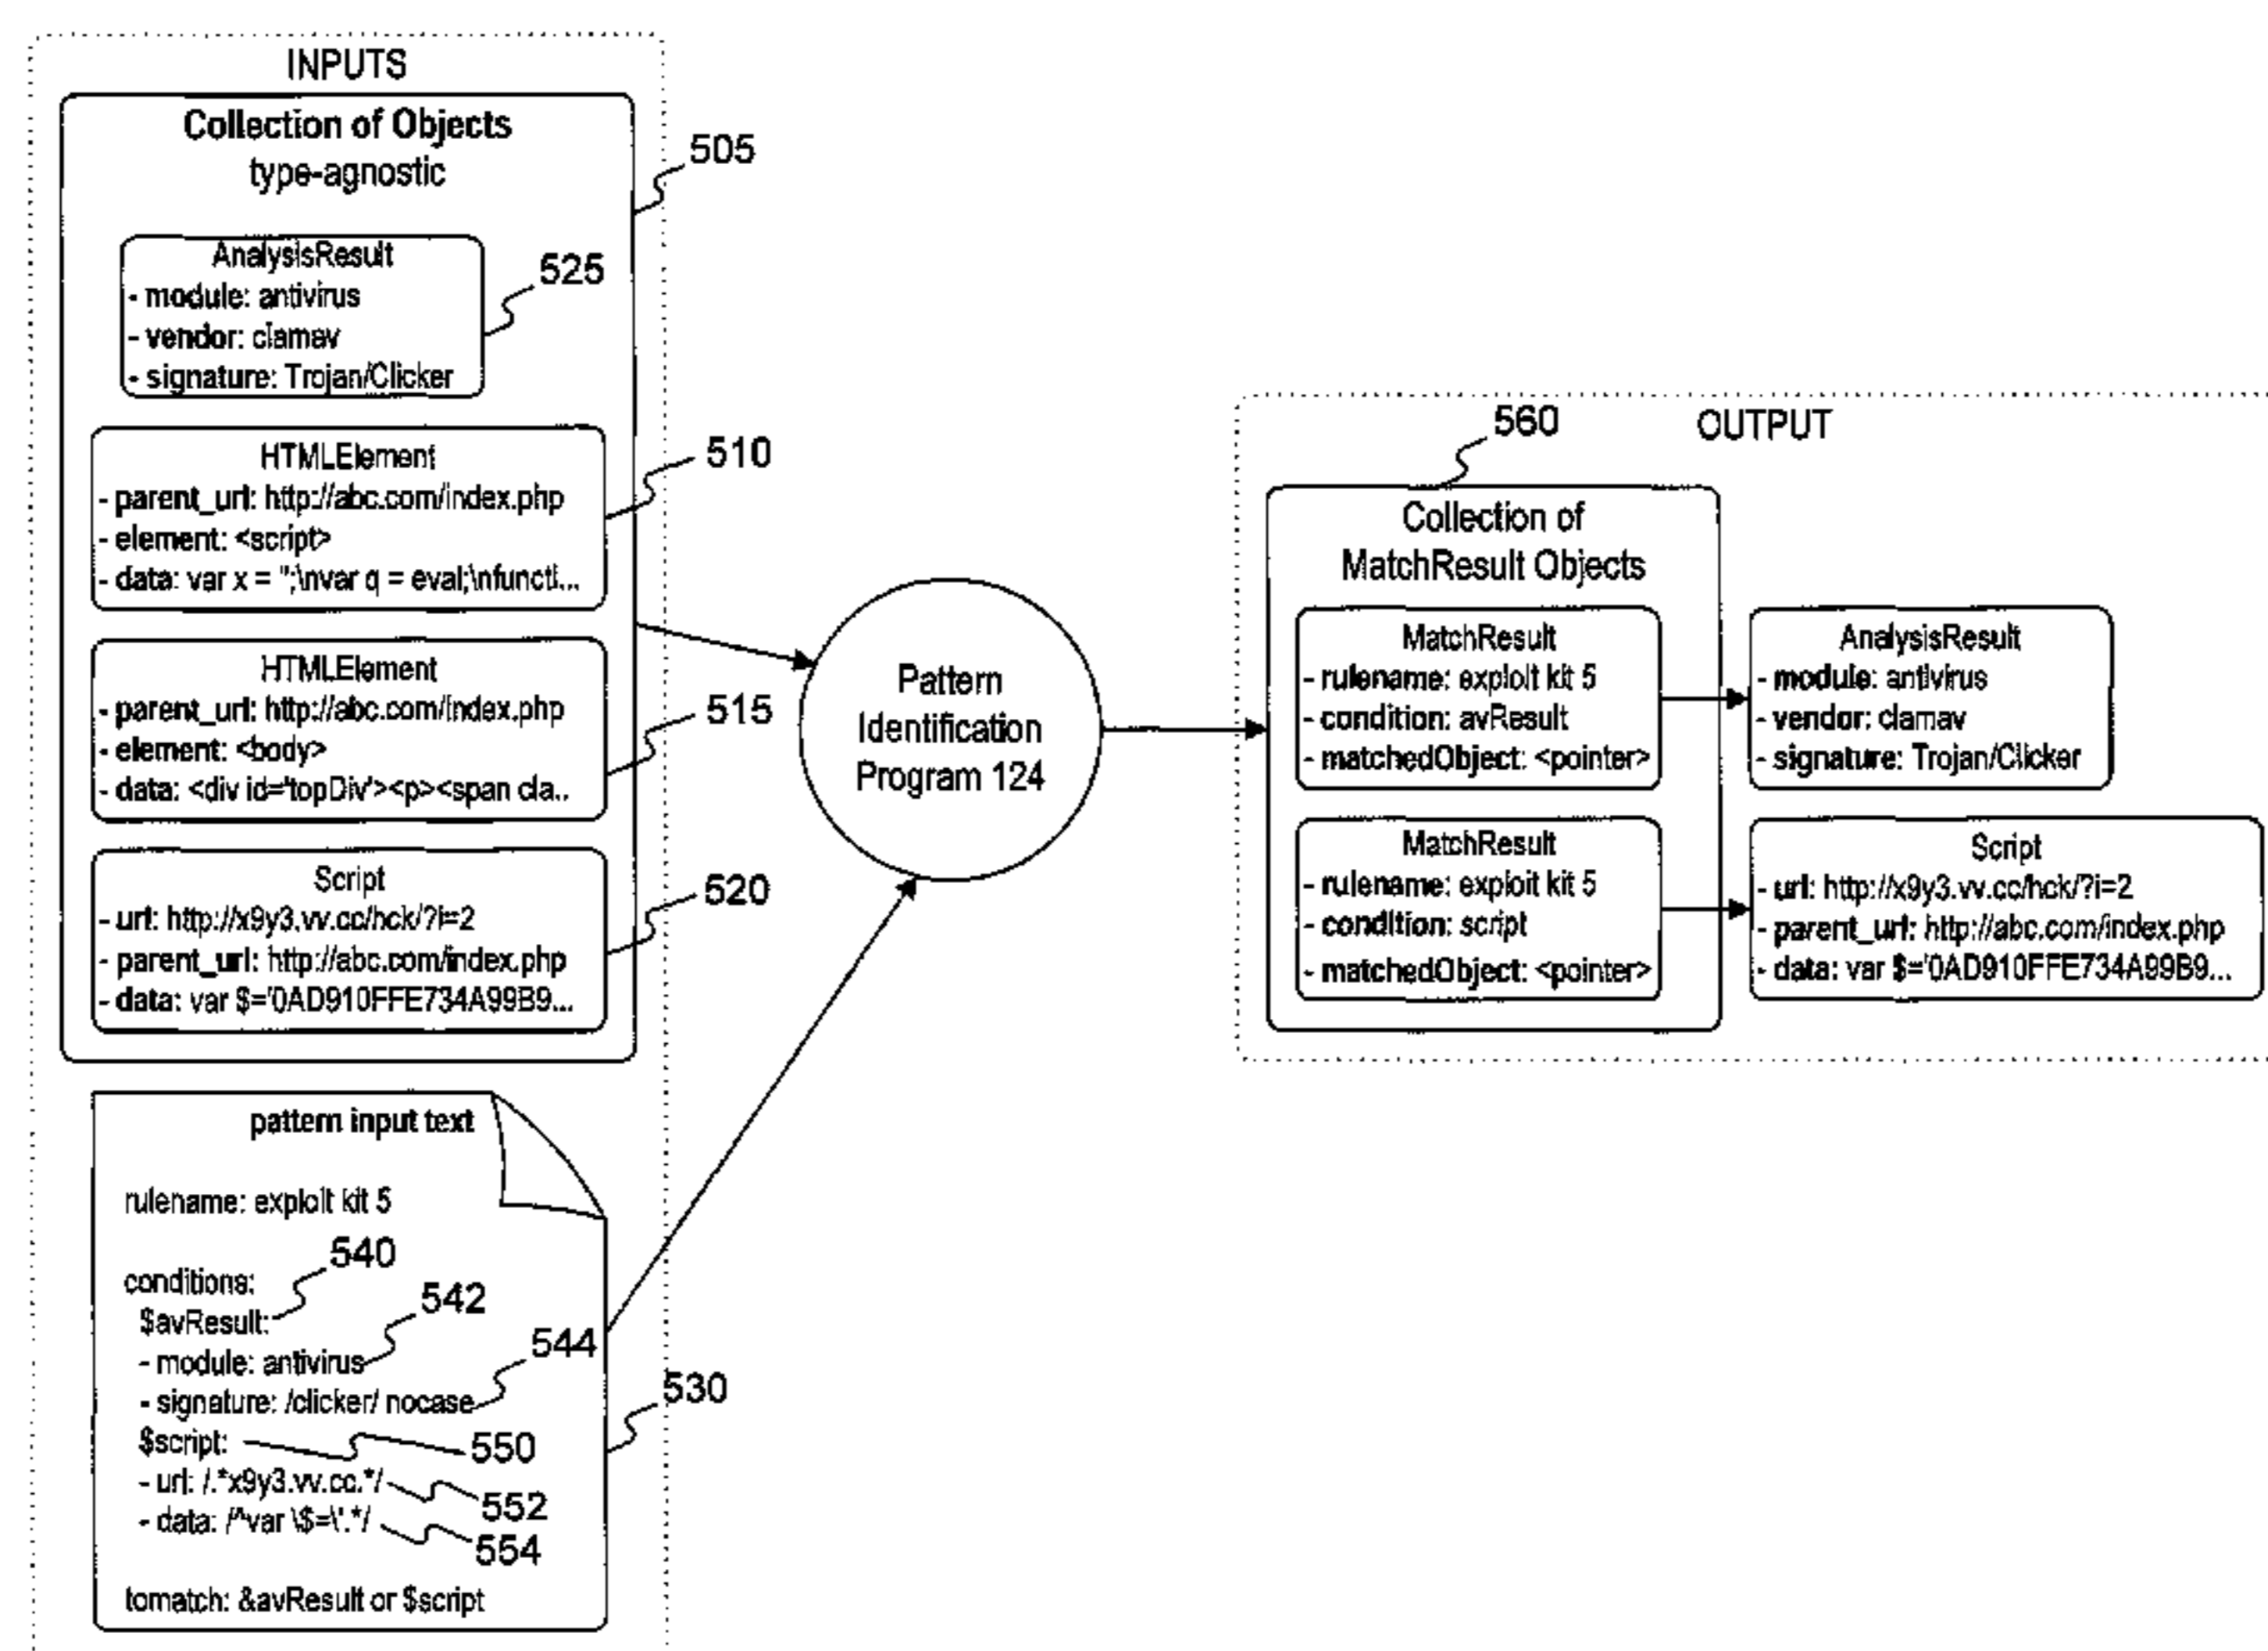 INPUTS
Collection of Objects
type-agnostic
505
AnalysisResult
- module: antivirus
- vendor: clamav
- signature: Trojan/Clicker
525
HTMLElement
- parent_url: http://abc.com/index.php
- element: <script>
- data: var x = '';\nvar q = eval;\nfuncti...
510
HTMLElement
- parent_url: http://abc.com/index.php
- element: <body>
- data: <div id='topDiv'><p><span cla..
515
Script
- url: http://x9y3.vv.cc/hck/?i=2
- parent_url: http://abc.com/index.php
- data: var $='0AD910FFE734A99B9...
520
pattern input text
rulename: exploit kit 5
conditions:
540
$avResult:
542
- module: antivirus
544
- signature: /clicker/ nocase
530
$script:
550
- url: /.*x9y3.vv.cc.*/
552
- data: /^var \$=\'.*/
554
tomatch: &avResult or $script
Pattern
Identification
Program 124
OUTPUT
560
Collection of
MatchResult Objects
MatchResult
- rulename: exploit kit 5
- condition: avResult
- matchedObject: <pointer>
AnalysisResult
- module: antivirus
- vendor: clamav
- signature: Trojan/Clicker
MatchResult
- rulename: exploit kit 5
- condition: script
- matchedObject: <pointer>
Script
- url: http://x9y3.vv.cc/hck/?i=2
- parent_url: http://abc.com/index.php
- data: var $='0AD910FFE734A99B9...